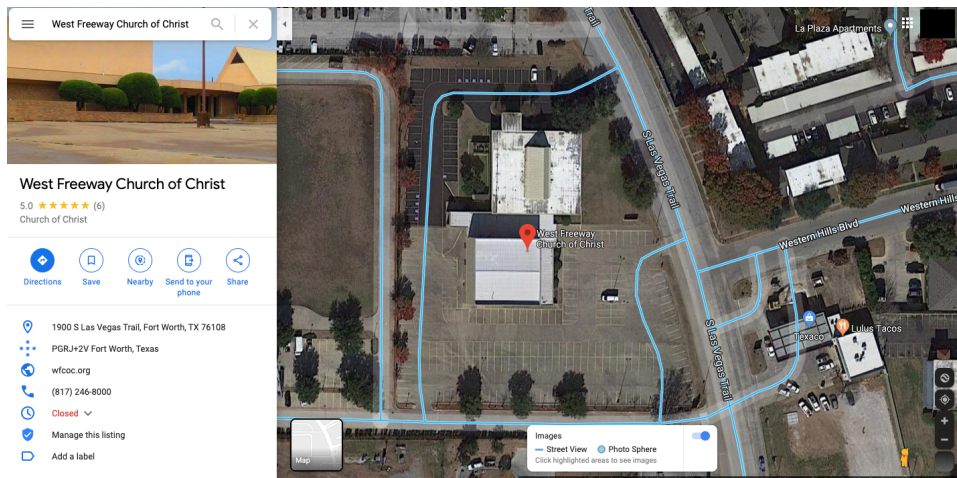 West Freeway Church of Christ
West Freeway Church of Christ
5.0 ★★★★★ (6)
Church of Christ
Directions
Save
Nearby
Send to your
phone
Share
1900 S Las Vegas Trail, Fort Worth, TX 76108
PGRJ+2V Fort Worth, Texas
wfcoc.org
(817) 246-8000
Closed
Manage this listing
Add a label
Trail
La Plaza Apartments
S Las Vegas Trail
West Freeway
Church of Christ
Western Hills Blvd
Western Hills
S Las Vegas Trail
Texaco
Lulus Tacos
Map
Images
Street View
Photo Sphere
Click highlighted areas to see images